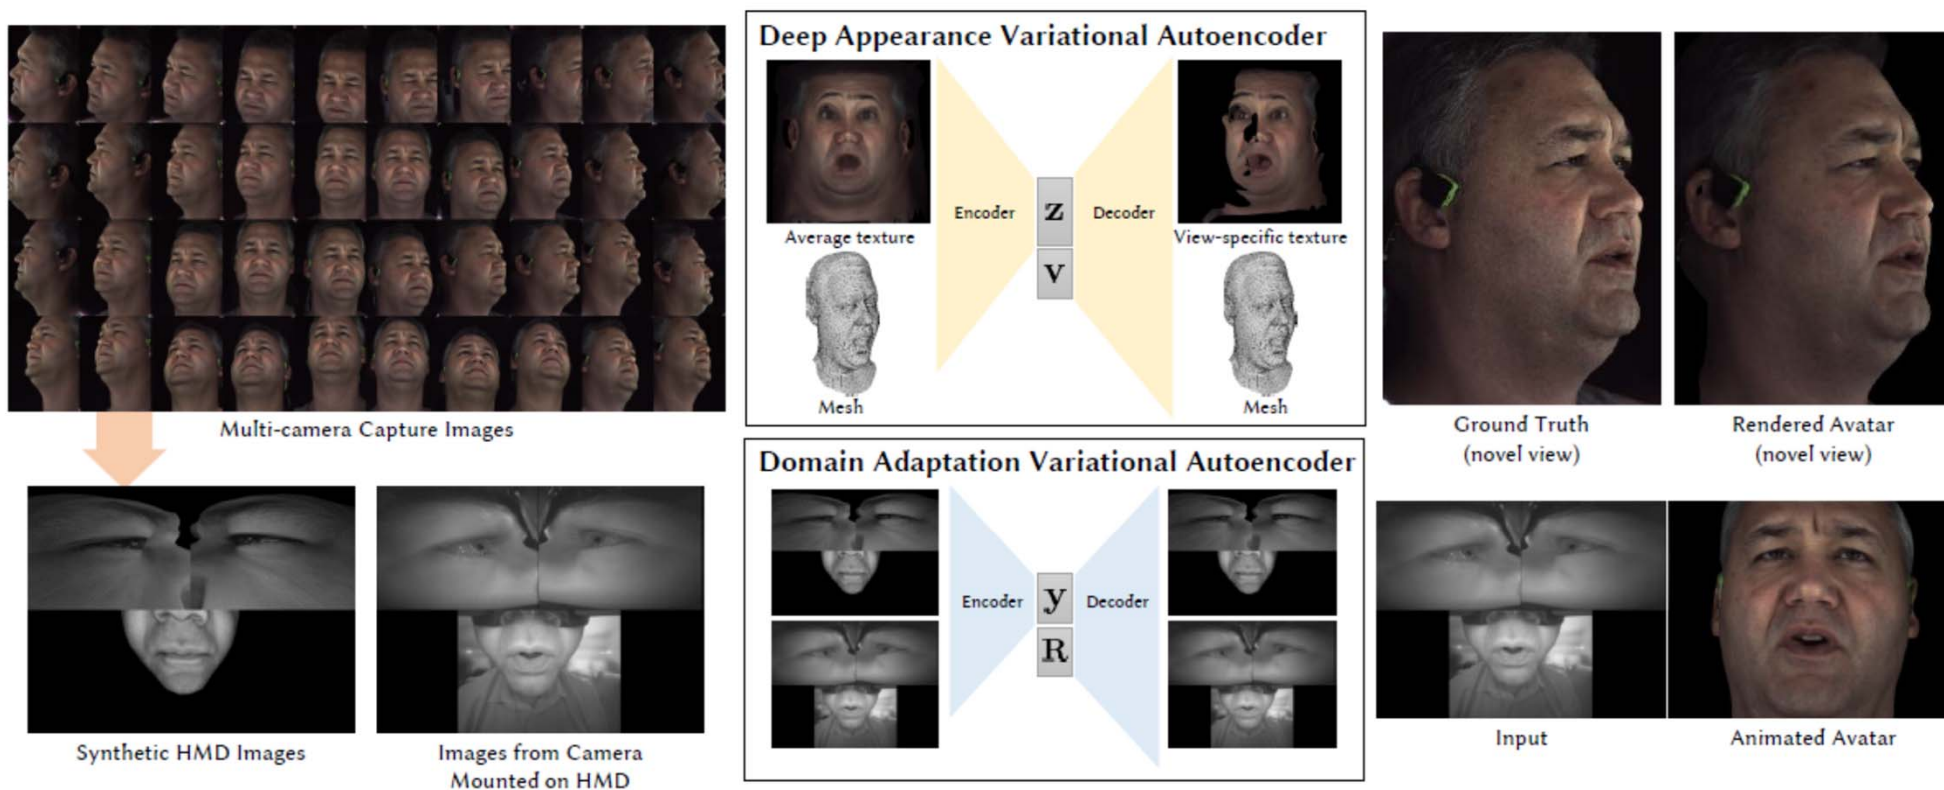 Multi-camera Capture Images
Synthetic HMD Images
Images from Camera
Mounted on HMD
Deep Appearance Variational Autoencoder
Average texture
Mesh
Encoder
z
v
Decoder
View-specific texture
Mesh
Domain Adaptation Variational Autoencoder
Encoder
y
R
Decoder
Ground Truth
(novel view)
Rendered Avatar
(novel view)
Input
Animated Avatar